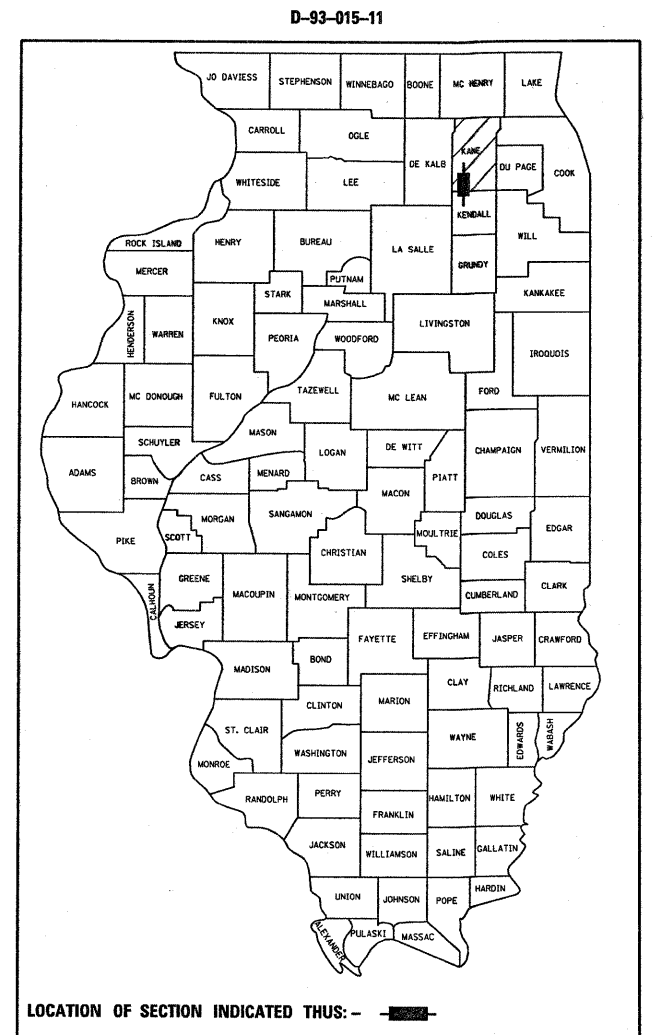 D-93-015-11
JO DAVIESS
STEPHENSON
WINNEBAGO
BOONE
MC HENRY
LAKE
CARROLL
OGLE
DE KALB
KANE
DU PAGE
COOK
WHITESIDE
LEE
KENDALL
ROCK ISLAND
HENRY
BUREAU
LA SALLE
WILL
GRUNDY
MERCER
PUTNAM
STARK
MARSHALL
KANKAKEE
HENDERSON
WARREN
KNOX
PEORIA
WOODFORD
LIVINGSTON
IROQUOIS
HANCOCK
MC DONOUGH
FULTON
TAZEWELL
MC LEAN
FORD
MASON
SCHUYLER
LOGAN
DE WITT
CHAMPAIGN
VERMILION
ADAMS
BROWN
CASS
MENARD
PIATT
MACON
MORGAN
SANGAMON
DOUGLAS
EDGAR
PIKE
SCOTT
MOULTRIE
CHRISTIAN
COLES
GREENE
MACOUPIN
MONTGOMERY
SHELBY
CUMBERLAND
CLARK
CALHOUN
JERSEY
FAYETTE
EFFINGHAM
JASPER
CRAWFORD
MADISON
BOND
CLAY
RICHLAND
LAWRENCE
CLINTON
MARION
ST. CLAIR
WAYNE
EDWARDS
WABASH
WASHINGTON
JEFFERSON
MONROE
RANDOLPH
PERRY
HAMILTON
WHITE
FRANKLIN
JACKSON
WILLIAMSON
SALINE
GALLATIN
UNION
JOHNSON
POPE
HARDIN
ALEXANDER
PULASKI
MASSAC
LOCATION OF SECTION INDICATED THUS: -